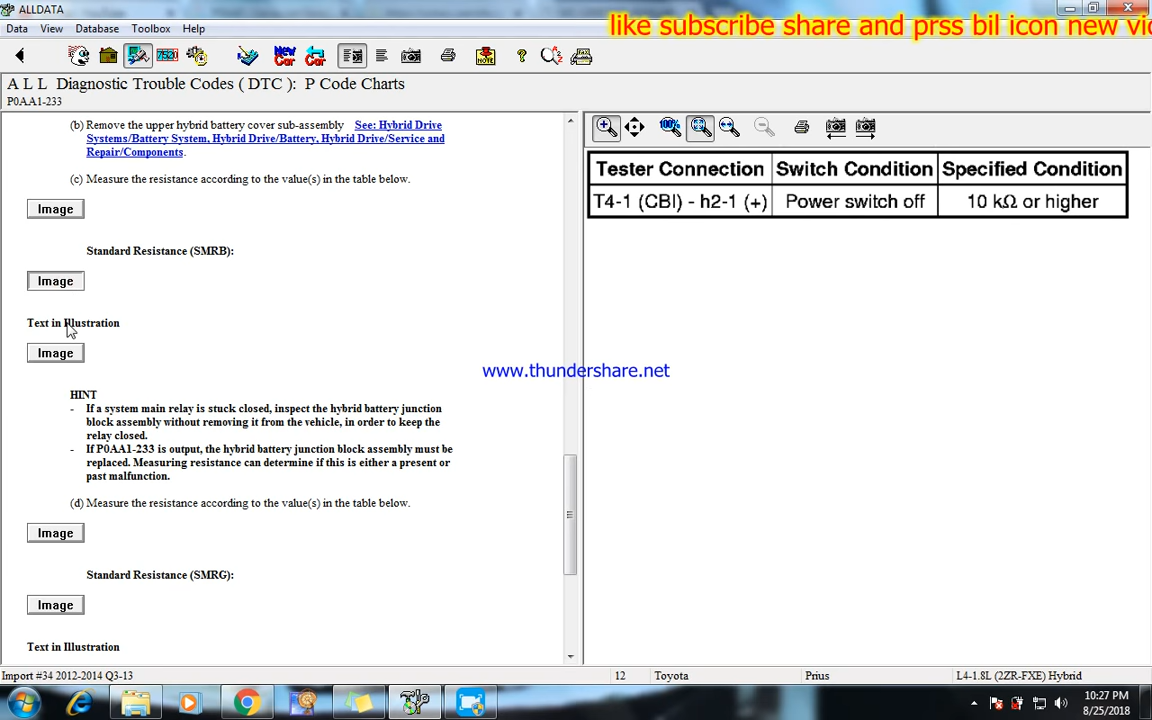 ALLDATA
like subscribe share and prss bil icon new vi
Data View Database Toolbox Help
New Car
NOTE
A L L Diagnostic Trouble Codes ( DTC ): P Code Charts
P0AA1-233
(b) Remove the upper hybrid battery cover sub-assembly See: Hybrid Drive
Systems/Battery System, Hybrid Drive/Battery, Hybrid Drive/Service and
Repair/Components.
(c) Measure the resistance according to the value(s) in the table below.
Image
Standard Resistance (SMRB):
Image
Text in Illustration
Image
HINT
- If a system main relay is stuck closed, inspect the hybrid battery junction
block assembly without removing it from the vehicle, in order to keep the
relay closed.
- If P0AA1-233 is output, the hybrid battery junction block assembly must be
replaced. Measuring resistance can determine if this is either a present or
past malfunction.
(d) Measure the resistance according to the value(s) in the table below.
Image
Standard Resistance (SMRG):
Image
Text in Illustration
100%
Tester Connection Switch Condition Specified Condition
T4-1 (CBI) - h2-1 (+) Power switch off 10 kΩ or higher
www.thundershare.net
Import #34 2012-2014 Q3-13 12 Toyota Prius L4-1.8L (2ZR-FXE) Hybrid
10:27 PM
8/25/2018